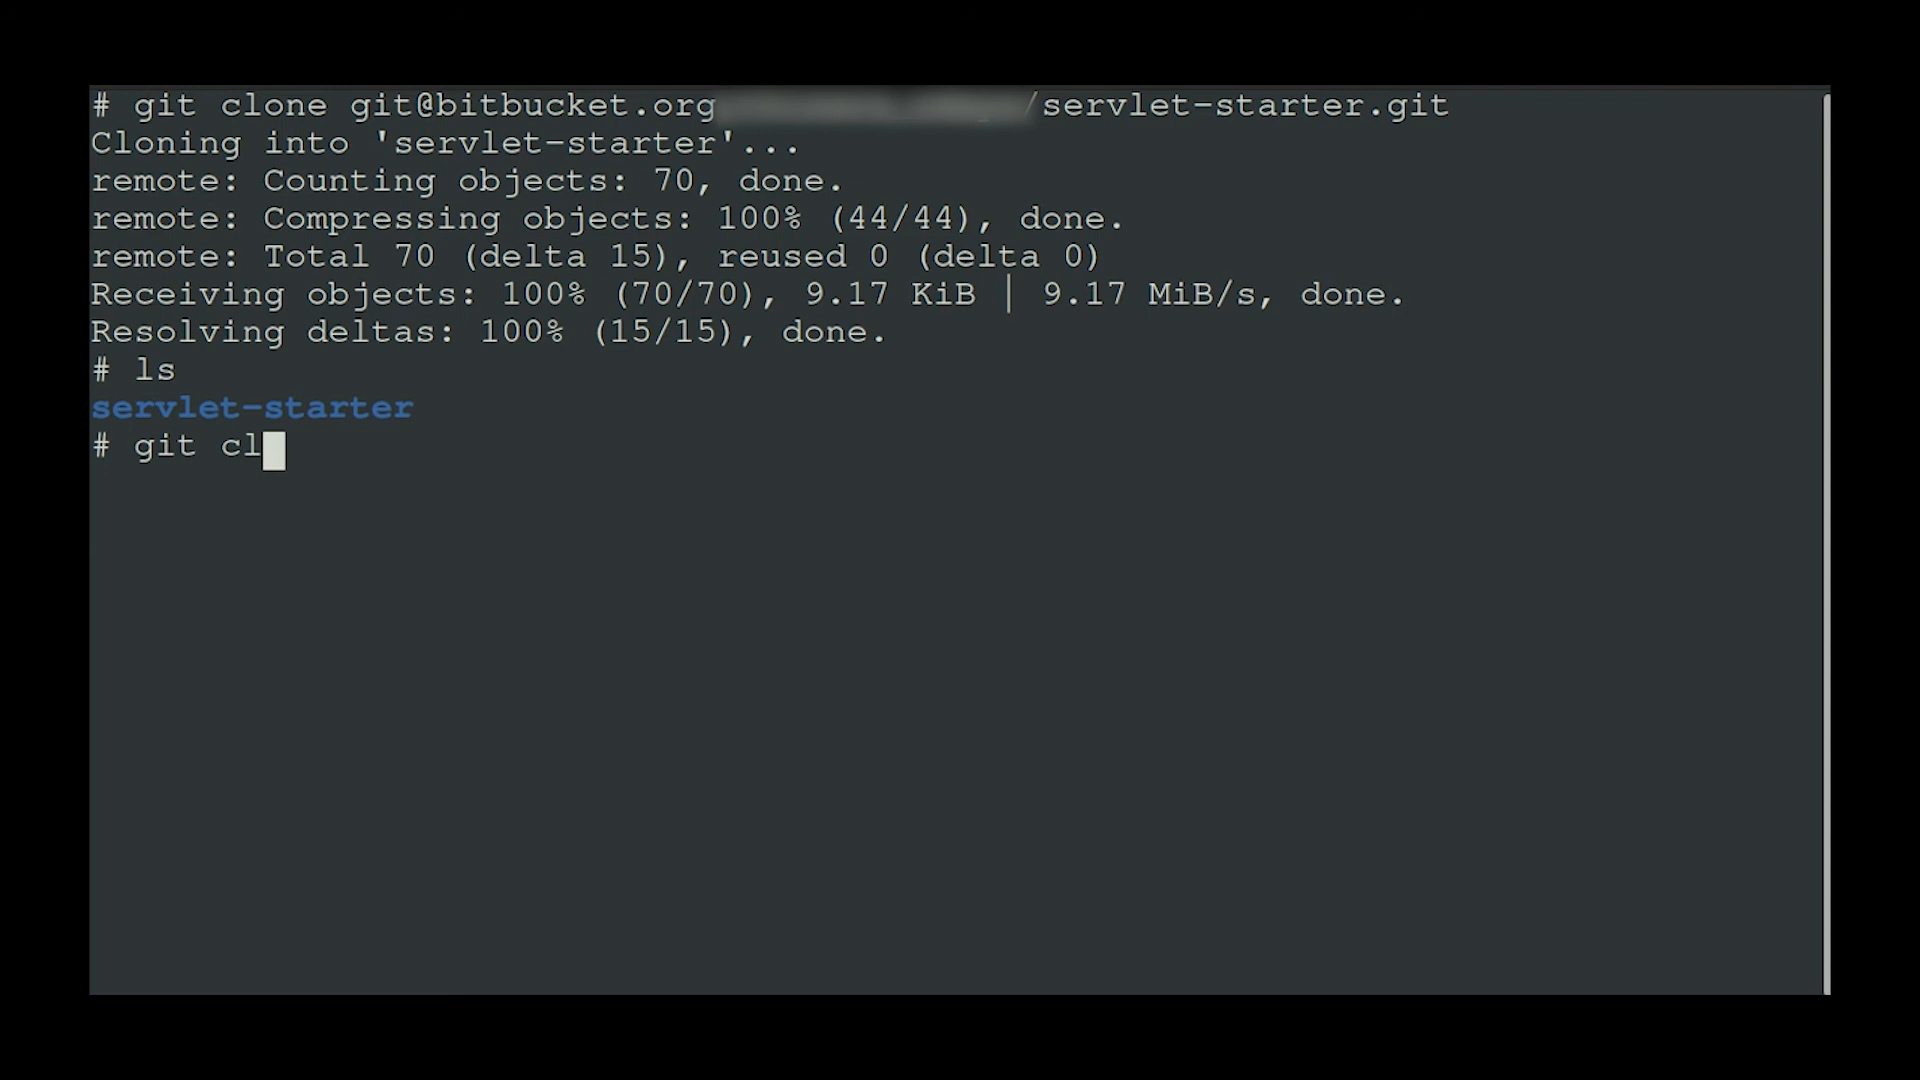 # git clone git@bitbucket.org /servlet-starter.git
Cloning into 'servlet-starter'...
remote: Counting objects: 70, done.
remote: Compressing objects: 100% (44/44), done.
remote: Total 70 (delta 15), reused 0 (delta 0)
Receiving objects: 100% (70/70), 9.17 KiB | 9.17 MiB/s, done.
Resolving deltas: 100% (15/15), done.
# ls
servlet-starter
# git cl